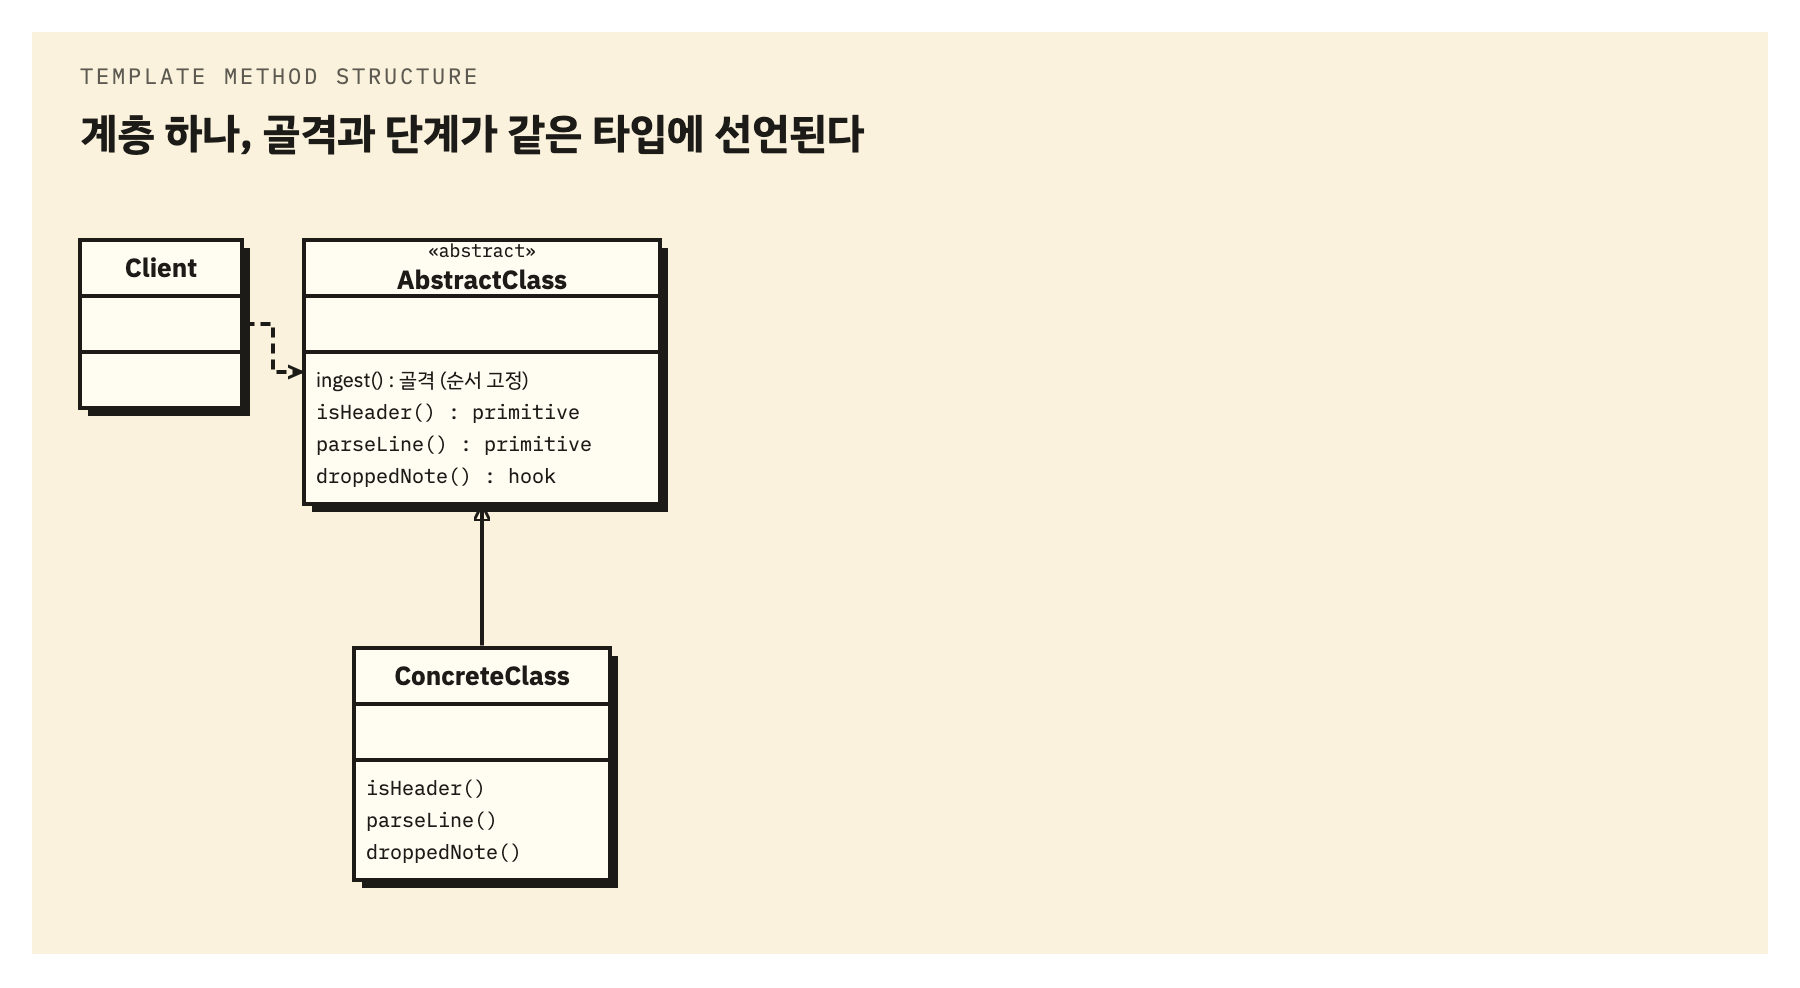 TEMPLATE METHOD STRUCTURE
계층 하나, 골격과 단계가 같은 타입에 선언된다
Client
«abstract»
AbstractClass
ingest() : 골격 (순서 고정)
isHeader() : primitive
parseLine() : primitive
droppedNote() : hook
ConcreteClass
isHeader()
parseLine()
droppedNote()